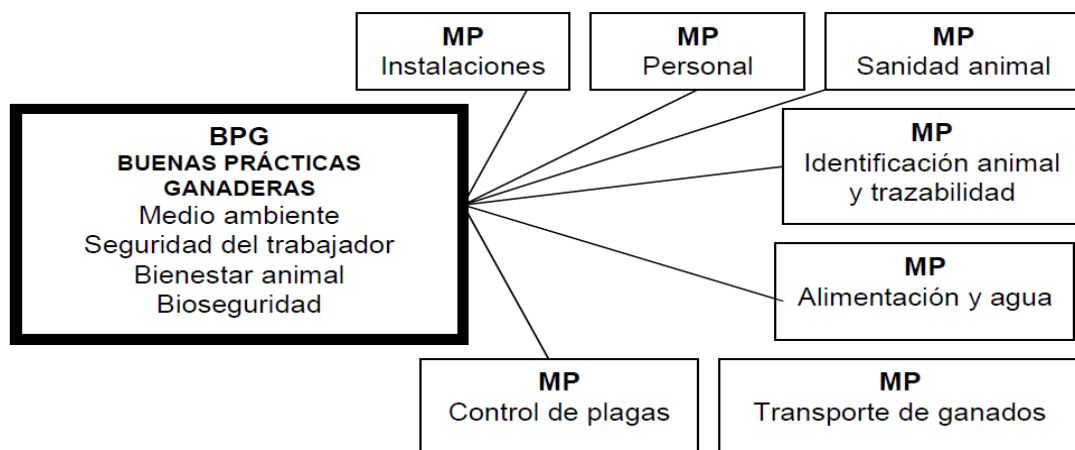 MP
Instalaciones
MP
Personal
MP
Sanidad animal
BPG
BUENAS PRÁCTICAS
GANADERAS
Medio ambiente
Seguridad del trabajador
Bienestar animal
Bioseguridad
MP
Identificación animal
y trazabilidad
MP
Alimentación y agua
MP
Control de plagas
MP
Transporte de ganados